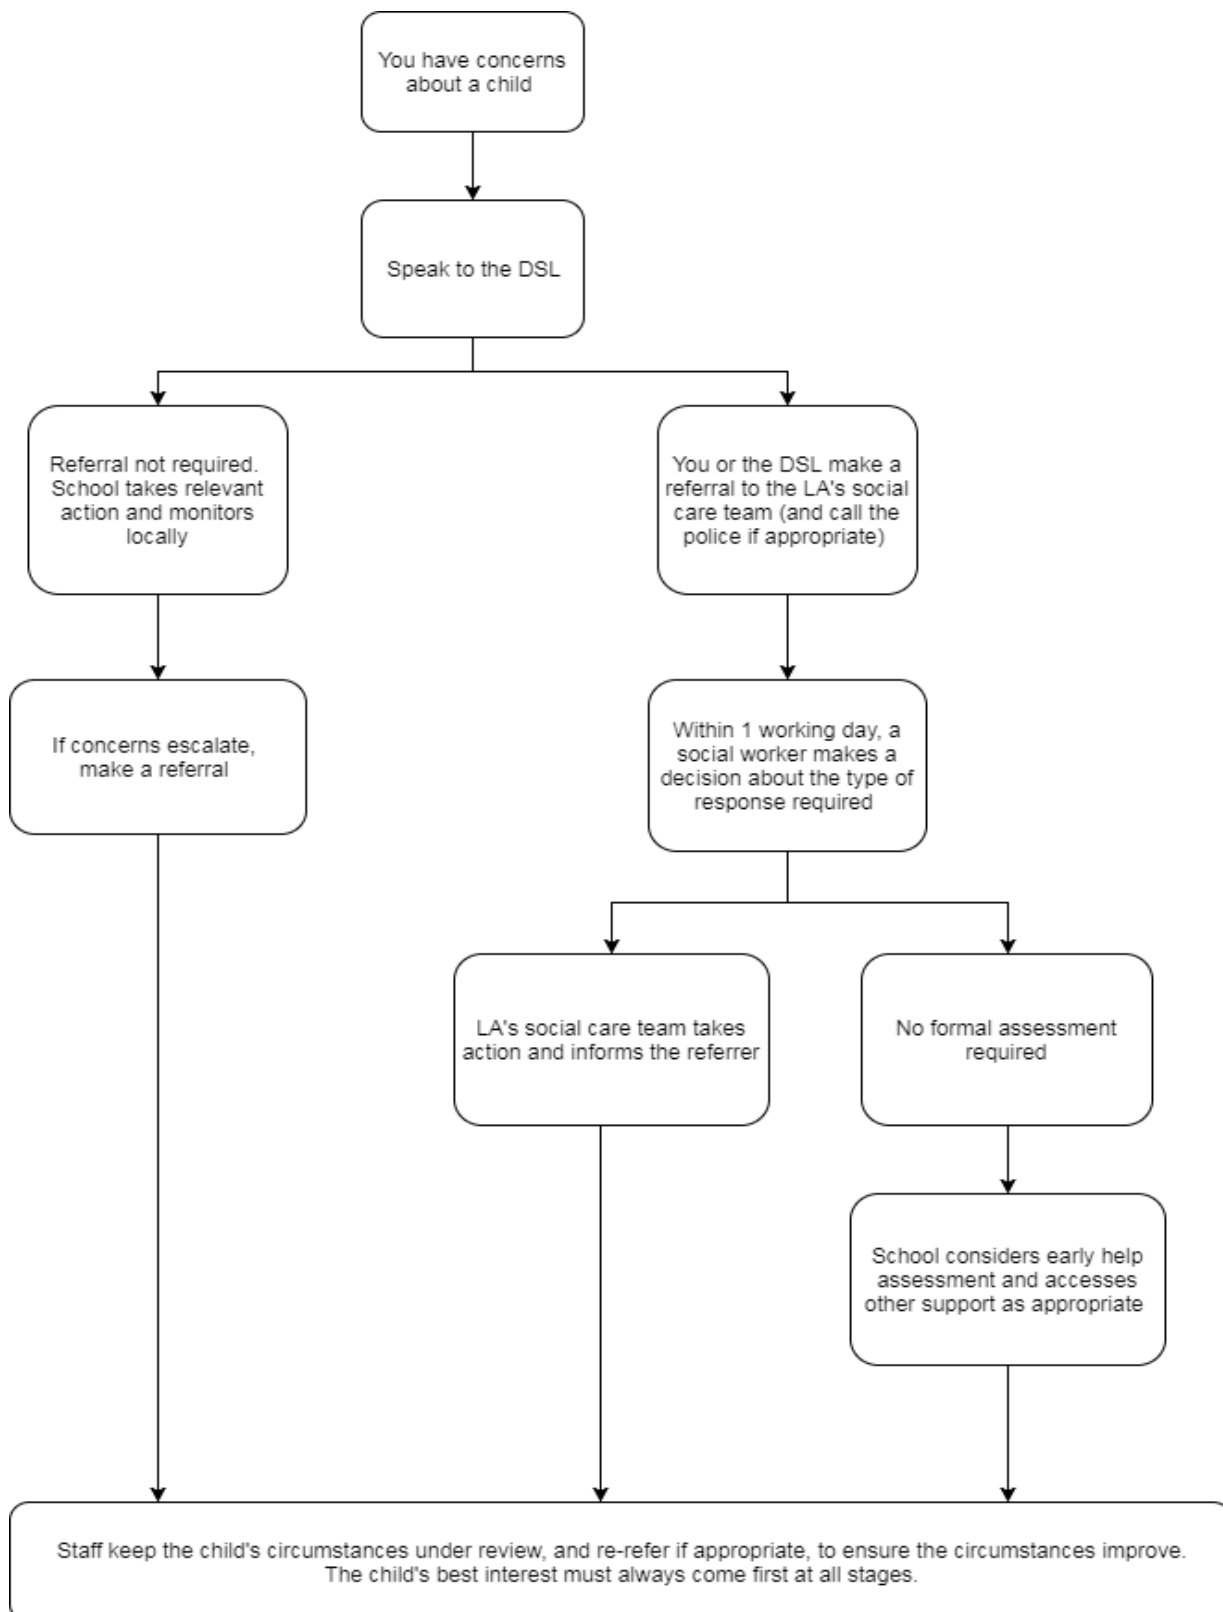 You have concerns
about a child
Speak to the DSL
Referral not required.
School takes relevant
action and monitors
locally
You or the DSL make a
referral to the LA's social
care team (and call the
police if appropriate)
If concerns escalate,
make a referral
Within 1 working day, a
social worker makes a
decision about the type of
response required
LA's social care team takes
action and informs the referrer
No formal assessment
required
School considers early help
assessment and accesses
other support as appropriate
Staff keep the child's circumstances under review, and re-refer if appropriate, to ensure the circumstances improve.
The child's best interest must always come first at all stages.